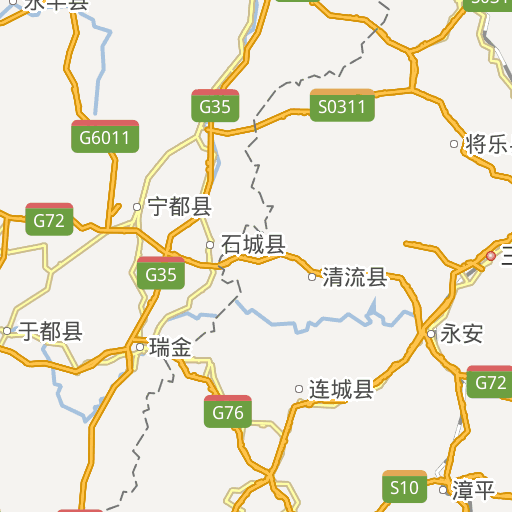 永丰县
G35
S0311
G6011
将乐
宁都县
G72
石城县
G35
清流县
三
于都县
瑞金
永安
连城县
G72
G76
S10
漳平